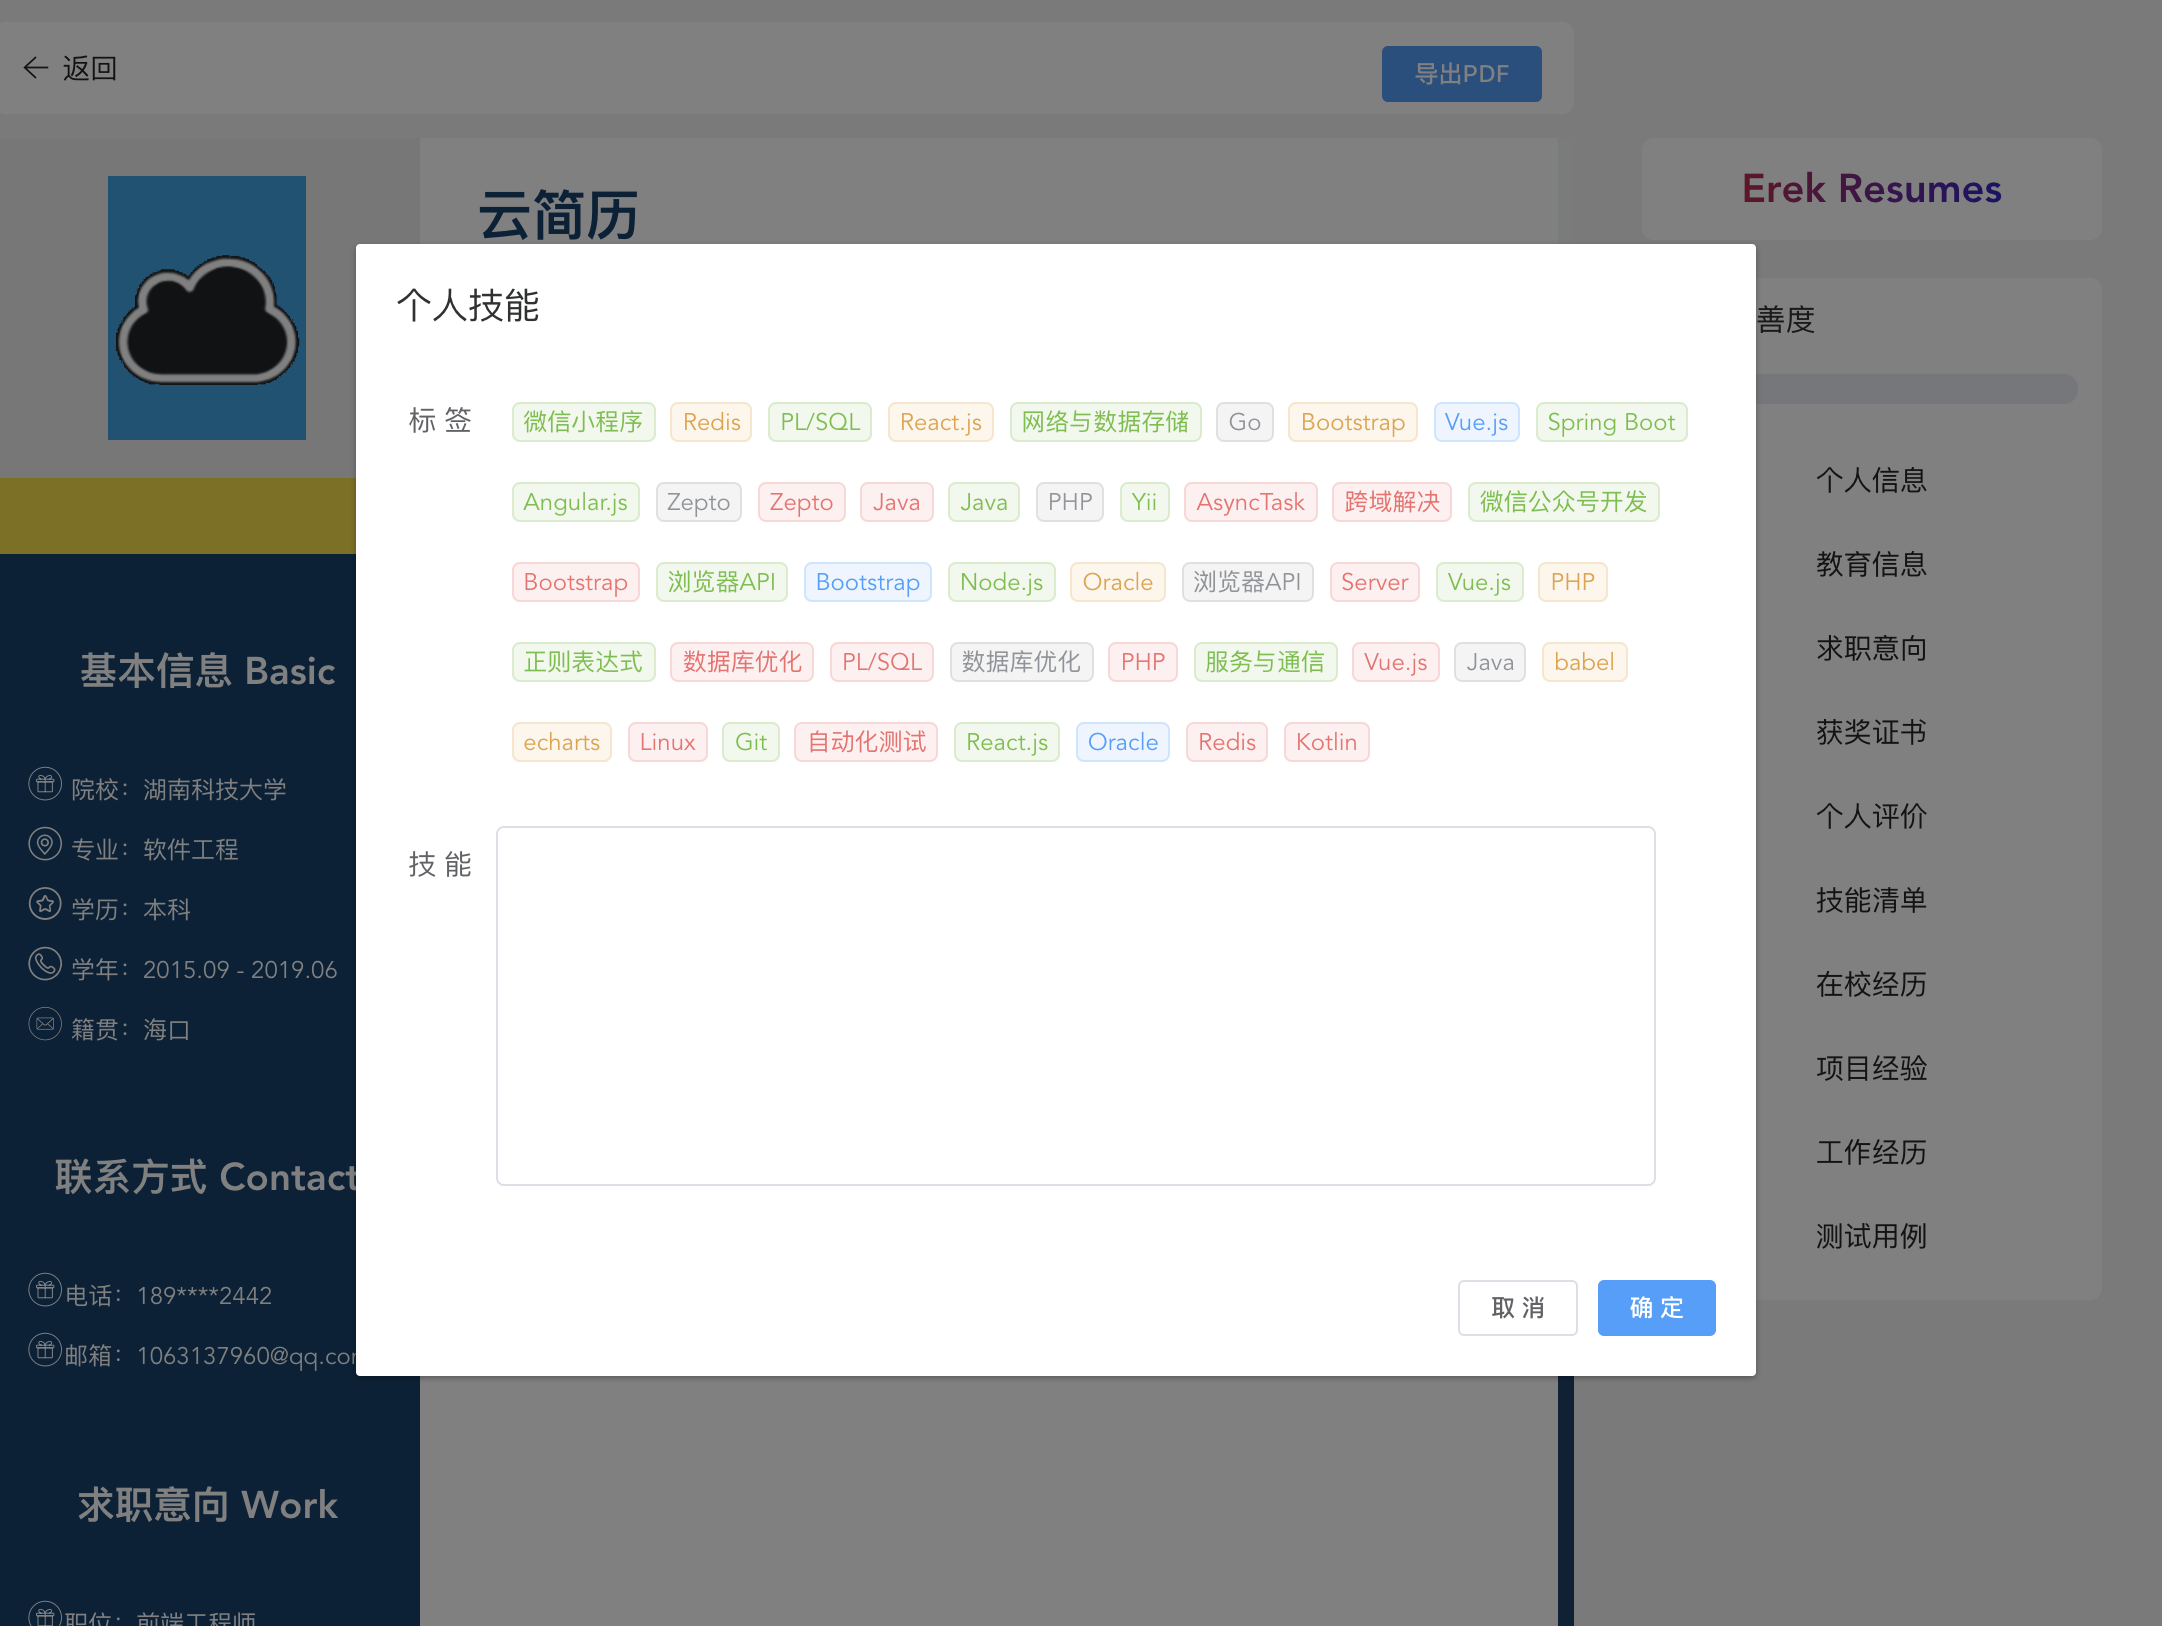 返回
导出PDF
云简历
Erek Resumes
善度
个人信息
教育信息
求职意向
获奖证书
个人评价
技能清单
在校经历
项目经验
工作经历
测试用例
基本信息 Basic
院校：湖南科技大学
专业：软件工程
学历：本科
学年：2015.09 - 2019.06
籍贯：海口
联系方式 Contact
电话：189****2442
邮箱：1063137960@qq.com
求职意向 Work
职位：前端工程师
个人技能
标 签
微信小程序 Redis PL/SQL React.js 网络与数据存储 Go Bootstrap Vue.js Spring Boot
Angular.js Zepto Zepto Java Java PHP Yii AsyncTask 跨域解决 微信公众号开发
Bootstrap 浏览器API Bootstrap Node.js Oracle 浏览器API Server Vue.js PHP
正则表达式 数据库优化 PL/SQL 数据库优化 PHP 服务与通信 Vue.js Java babel
echarts Linux Git 自动化测试 React.js Oracle Redis Kotlin
技 能
取 消
确 定